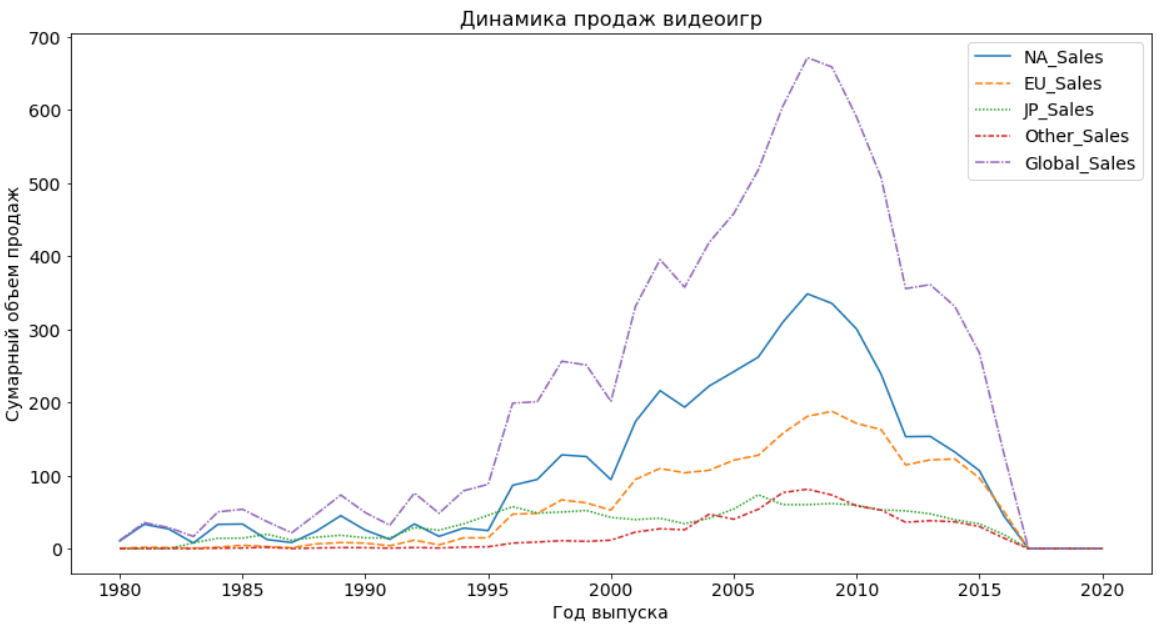 Динамика продаж видеоигр
700
600
500
400
300
200
100
0
Сумарный объем продаж
1980 1985 1990 1995 2000 2005 2010 2015 2020
Год выпуска
NA_Sales
EU_Sales
JP_Sales
Other_Sales
Global_Sales